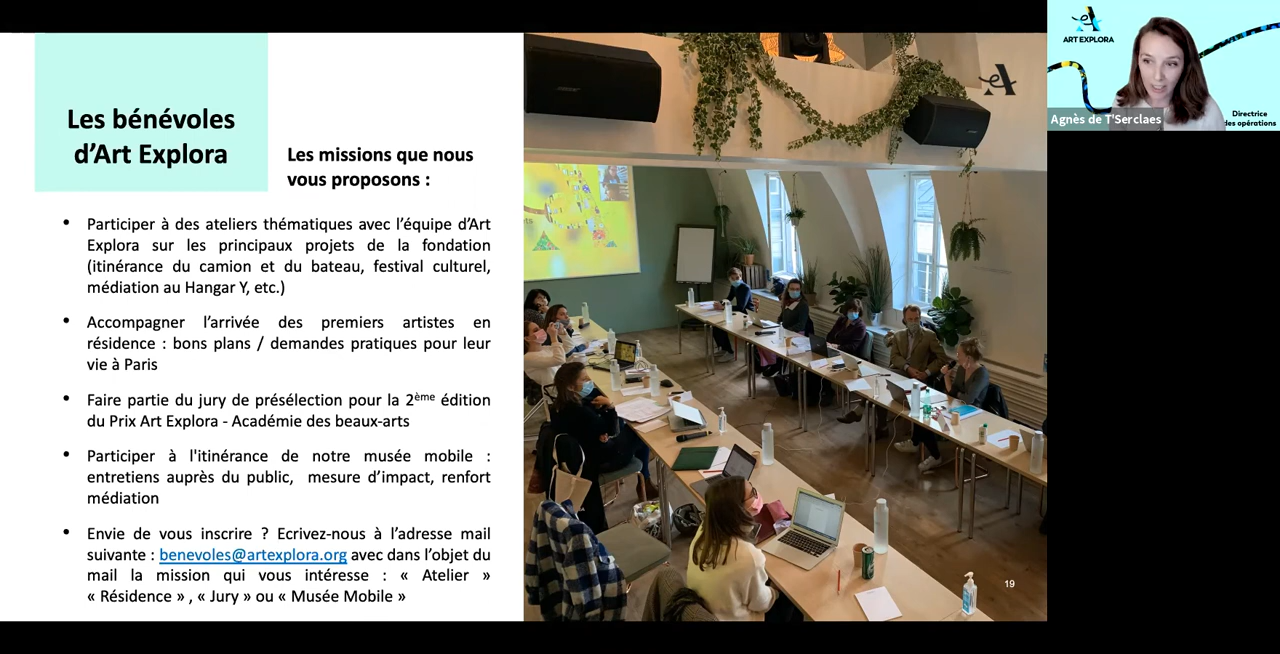 Les bénévoles
d’Art Explora
Les missions que nous
vous proposons :
• Participer à des ateliers thématiques avec l’équipe d’Art
Explora sur les principaux projets de la fondation
(itinérance du camion et du bateau, festival culturel,
médiation au Hangar Y, etc.)
• Accompagner l’arrivée des premiers artistes en
résidence : bons plans / demandes pratiques pour leur
vie à Paris
• Faire partie du jury de présélection pour la 2ème édition
du Prix Art Explora - Académie des beaux-arts
• Participer à l'itinérance de notre musée mobile :
entretiens auprès du public, mesure d’impact, renfort
médiation
• Envie de vous inscrire ? Ecrivez-nous à l’adresse mail
suivante : benevoles@artexplora.org avec dans l’objet du
mail la mission qui vous intéresse : « Atelier »
« Résidence » , « Jury » ou « Musée Mobile »
19
ART EXPLORA
Agnès de T'Serclaes
Directrice
des opérations